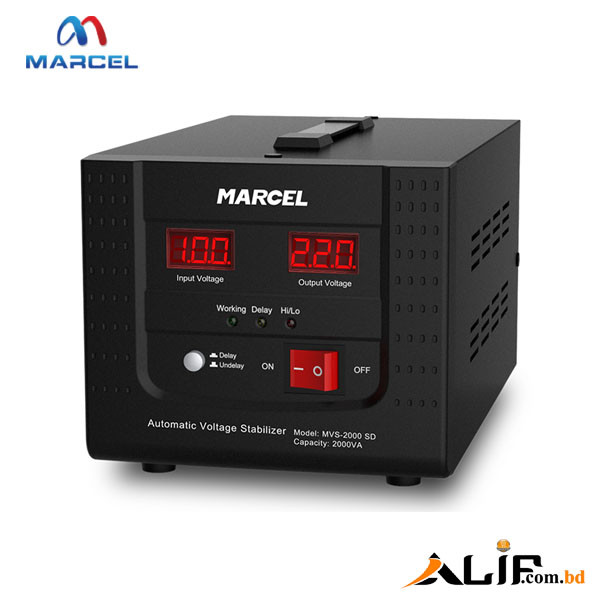 MARCEL
MARCEL
1.0.0. 2.2.0.
Input Voltage Output Voltage
Working Delay Hi/Lo
Delay
Undelay
ON OFF
Automatic Voltage Stabilizer
Model: MVS-2000 SD
Capacity: 2000VA
ALIF.com.bd